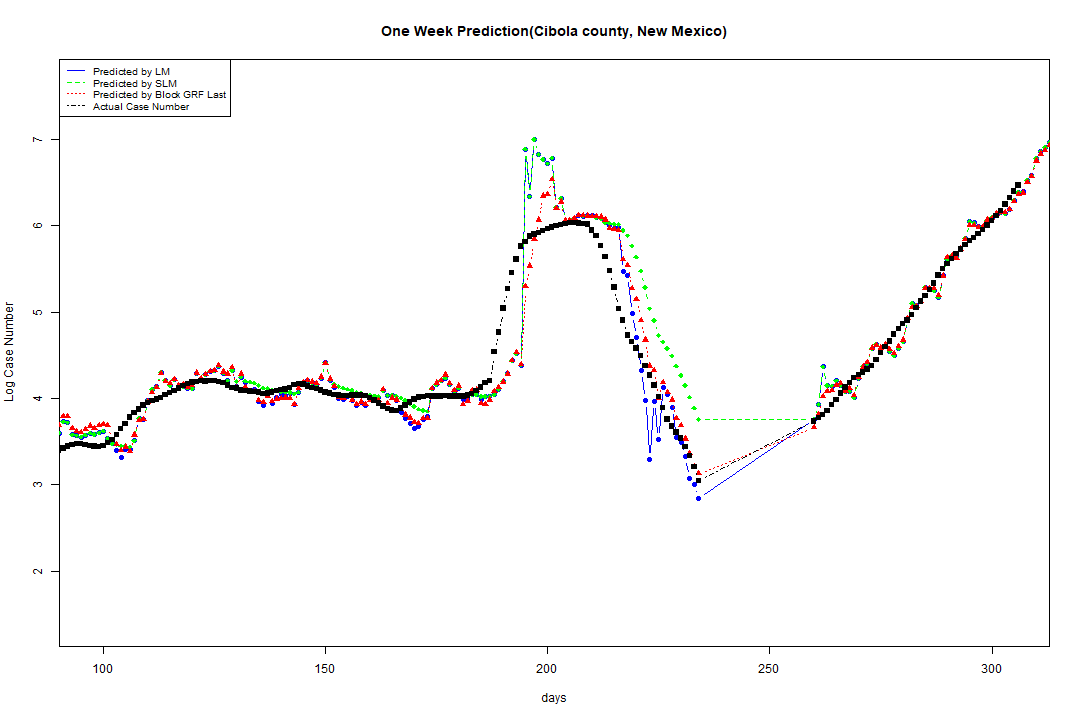 One Week Prediction(Cibola county, New Mexico)
Predicted by LM
Predicted by SLM
Predicted by Block GRF Last
Actual Case Number
7
6
5
4
3
2
Log Case Number
100 150 200 250 300
days